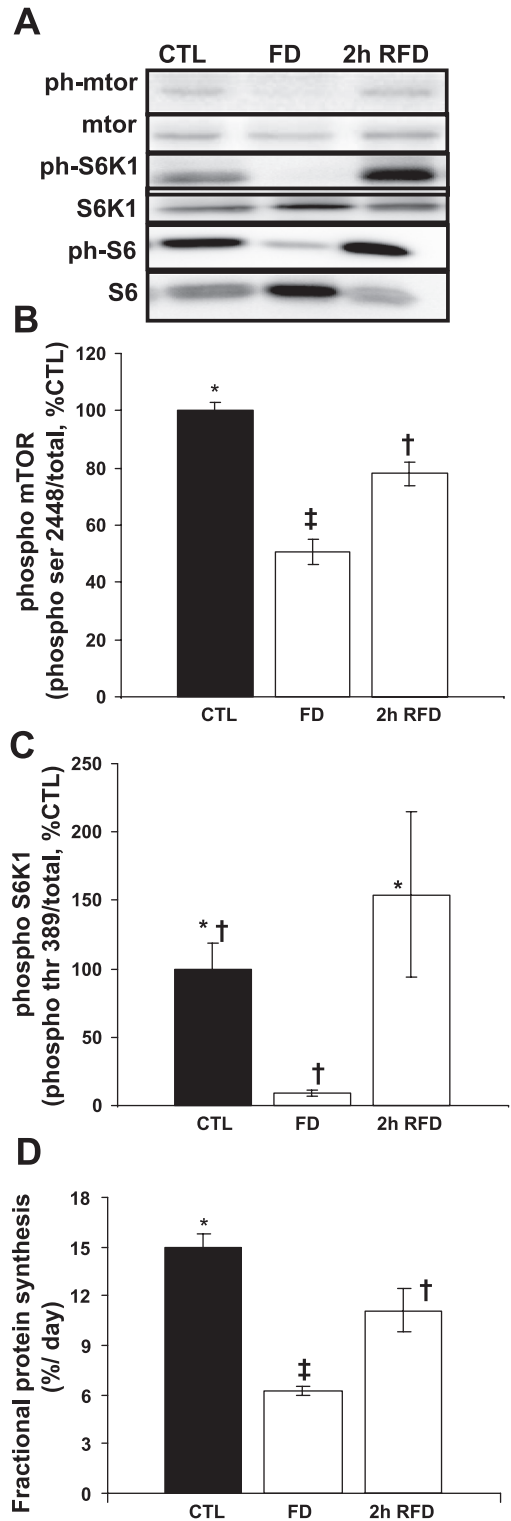 A
CTL FD 2h RFD
ph-mtor
mtor
ph-S6K1
S6K1
ph-S6
S6
B
phospho mTOR
(phospho ser 2448/total, %CTL)
120
100
80
60
40
20
0
*
‡
†
CTL FD 2h RFD
C
phospho S6K1
(phospho thr 389/total, %CTL)
250
200
150
100
50
0
* †
†
*
CTL FD 2h RFD
D
Fractional protein synthesis
(%/ day)
18
15
12
9
6
3
0
*
‡
†
CTL FD 2h RFD